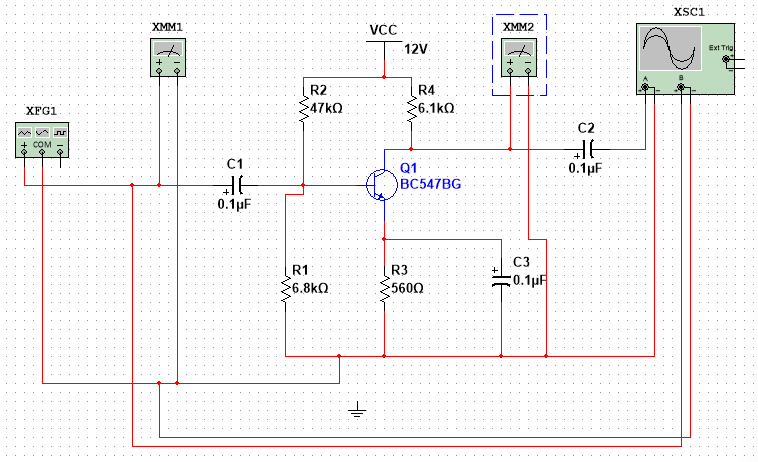 XSC1
XMM1
VCC
XMM2
12V
Ext Trig
A
B
XFG1
COM
R2
47kΩ
R4
6.1kΩ
C1
0.1µF
Q1
BC547BG
C2
0.1µF
R1
6.8kΩ
R3
560Ω
C3
0.1µF